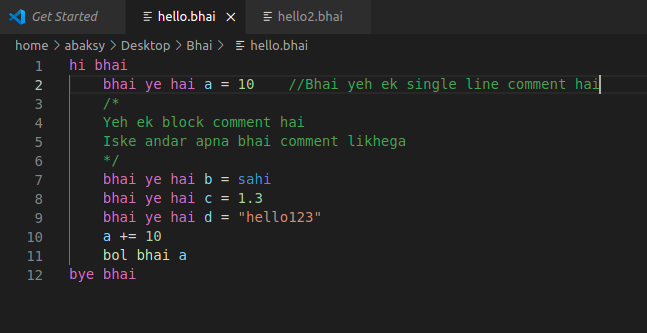 Get Started hello.bhai hello2.bhai
home > abaksy > Desktop > Bhai > hello.bhai
1 hi bhai
2 bhai ye hai a = 10 //Bhai yeh ek single line comment hai
3 /*
4 Yeh ek block comment hai
5 Iske andar apna bhai comment likhega
6 */
7 bhai ye hai b = sahi
8 bhai ye hai c = 1.3
9 bhai ye hai d = "hello123"
10 a += 10
11 bol bhai a
12 bye bhai